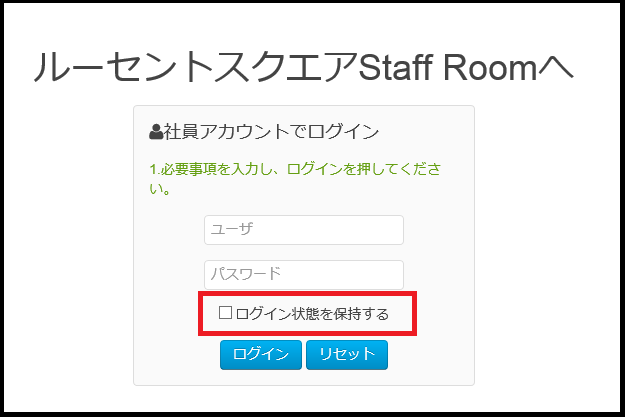 ルーセントスクエアStaff Roomへ
社員アカウントでログイン
1.必要事項を入力し、ログインを押してくださ
い。
ユーザ
パスワード
ログイン状態を保持する
ログイン リセット